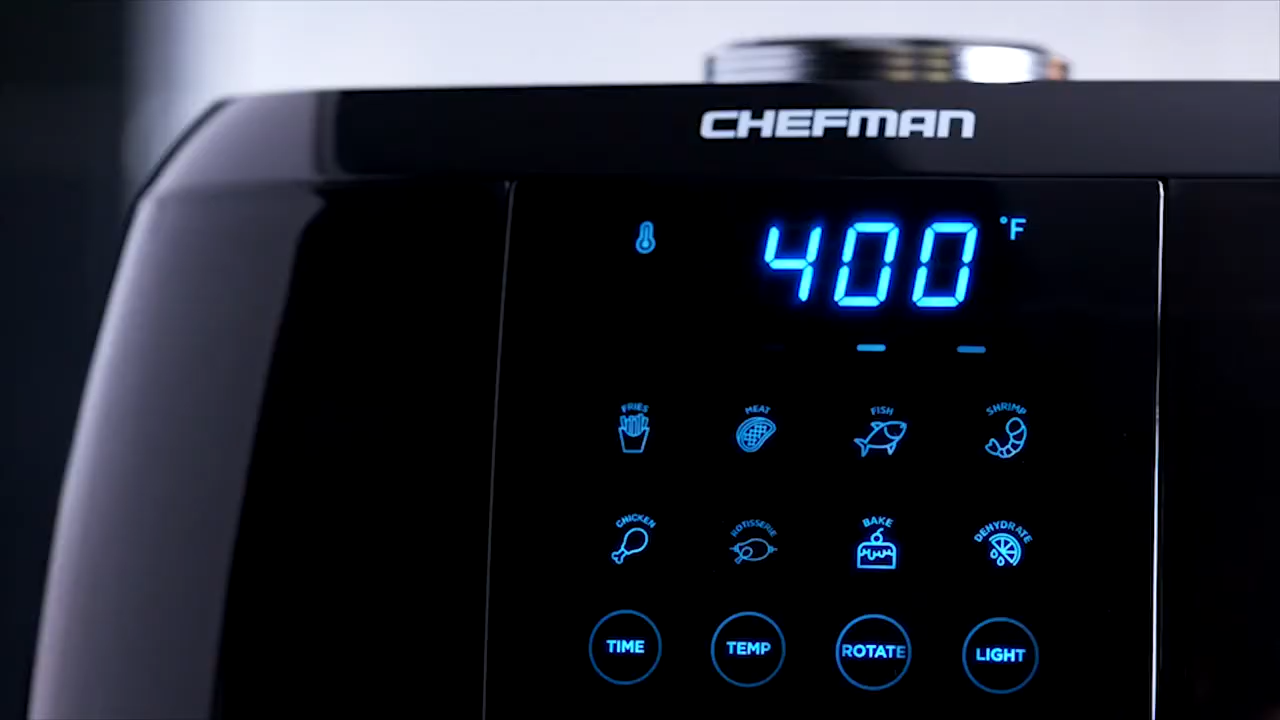 CHEFMAN
400 °F
FRIES MEAT FISH SHRIMP
CHICKEN ROTISSERIE BAKE DEHYDRATE
TIME TEMP ROTATE LIGHT